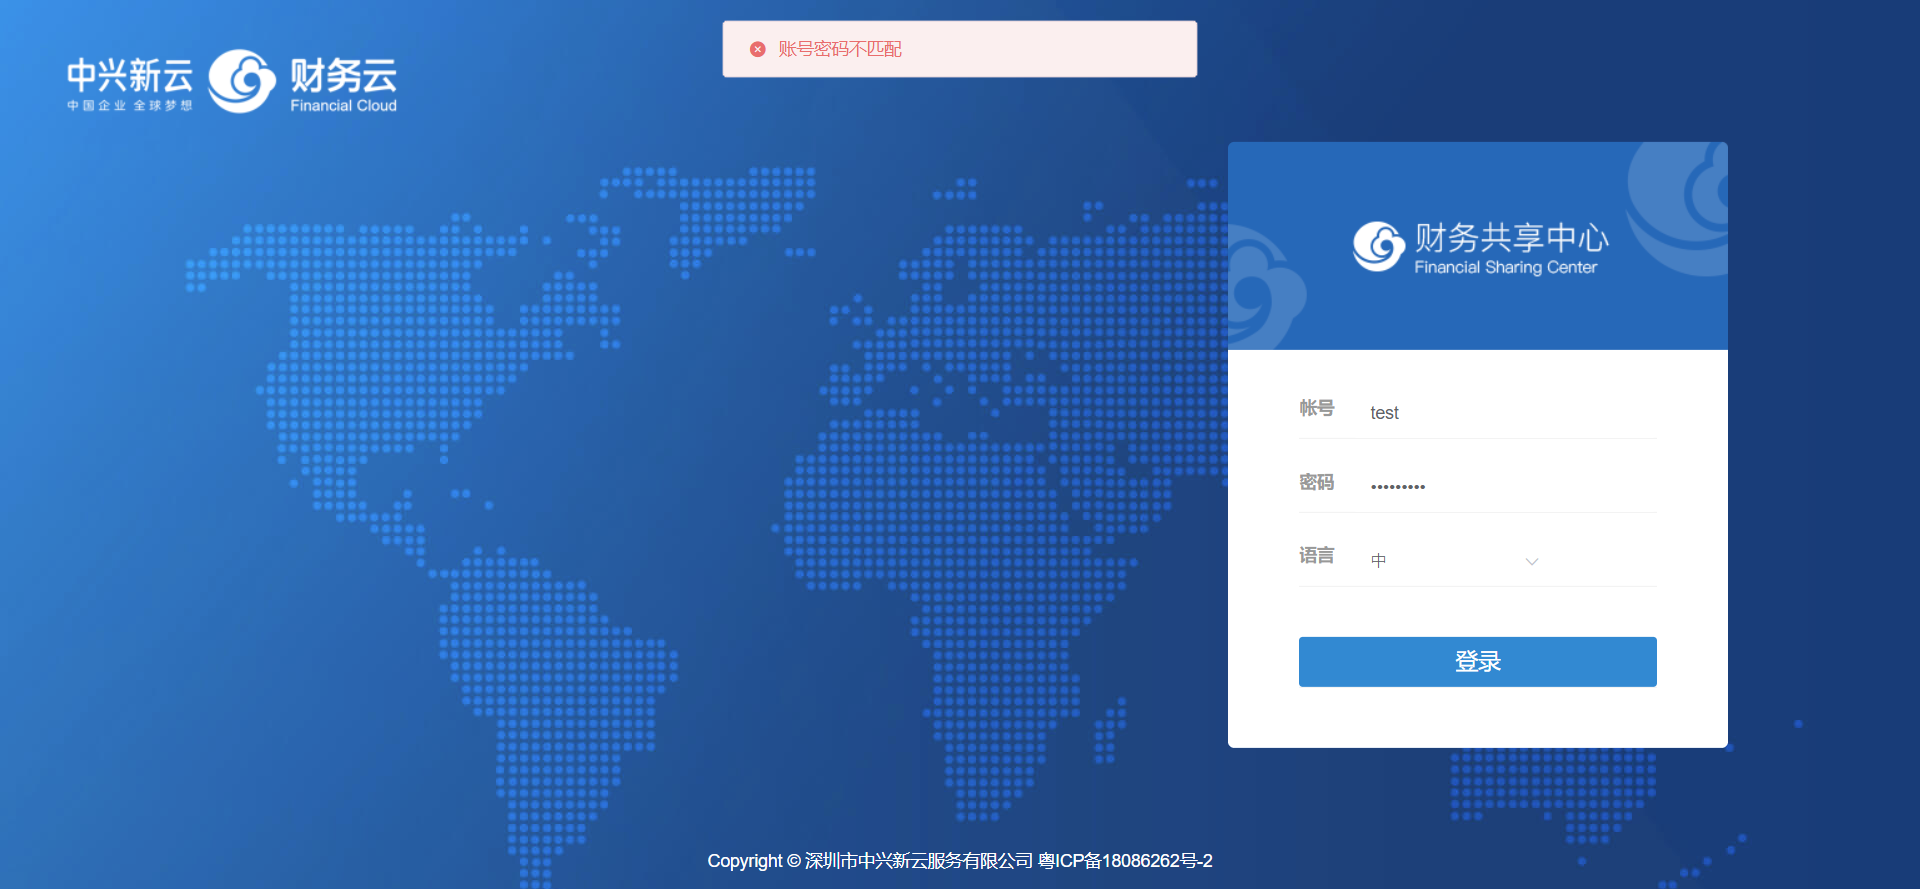 账号密码不匹配
中兴新云
中国企业 全球梦想
财务云
Financial Cloud
财务共享中心
Financial Sharing Center
帐号 test
密码 •••••••••
语言 中
登录
Copyright © 深圳市中兴新云服务有限公司 粤ICP备18086262号-2